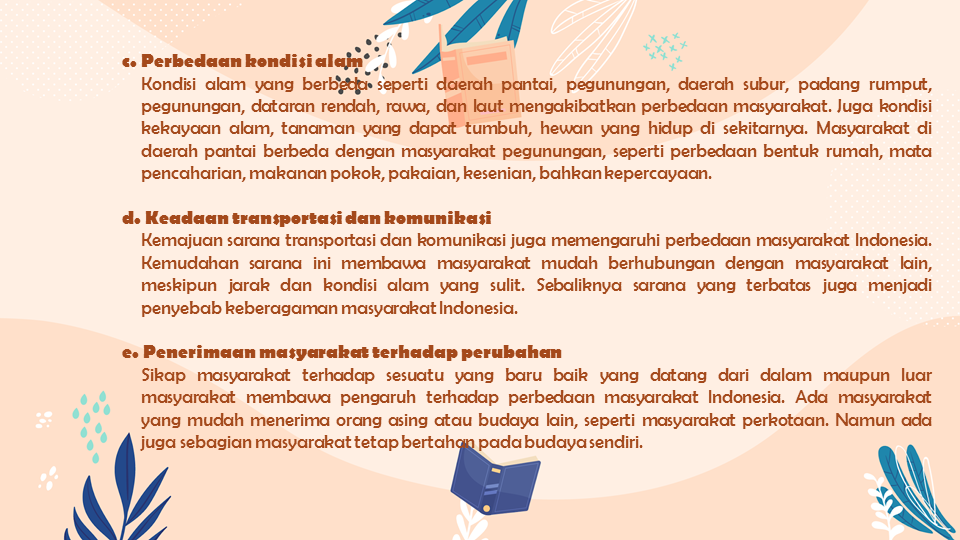 c. Perbedaan kondisi alam
Kondisi alam yang berbeda seperti daerah pantai, pegunungan, daerah subur, padang rumput,
pegunungan, dataran rendah, rawa, dan laut mengakibatkan perbedaan masyarakat. Juga kondisi
kekayaan alam, tanaman yang dapat tumbuh, hewan yang hidup di sekitarnya. Masyarakat di
daerah pantai berbeda dengan masyarakat pegunungan, seperti perbedaan bentuk rumah, mata
pencaharian, makanan pokok, pakaian, kesenian, bahkan kepercayaan.
d. Keadaan transportasi dan komunikasi
Kemajuan sarana transportasi dan komunikasi juga memengaruhi perbedaan masyarakat Indonesia.
Kemudahan sarana ini membawa masyarakat mudah berhubungan dengan masyarakat lain,
meskipun jarak dan kondisi alam yang sulit. Sebaliknya sarana yang terbatas juga menjadi
penyebab keberagaman masyarakat Indonesia.
e. Penerimaan masyarakat terhadap perubahan
Sikap masyarakat terhadap sesuatu yang baru baik yang datang dari dalam maupun luar
masyarakat membawa pengaruh terhadap perbedaan masyarakat Indonesia. Ada masyarakat
yang mudah menerima orang asing atau budaya lain, seperti masyarakat perkotaan. Namun ada
juga sebagian masyarakat tetap bertahan pada budaya sendiri.